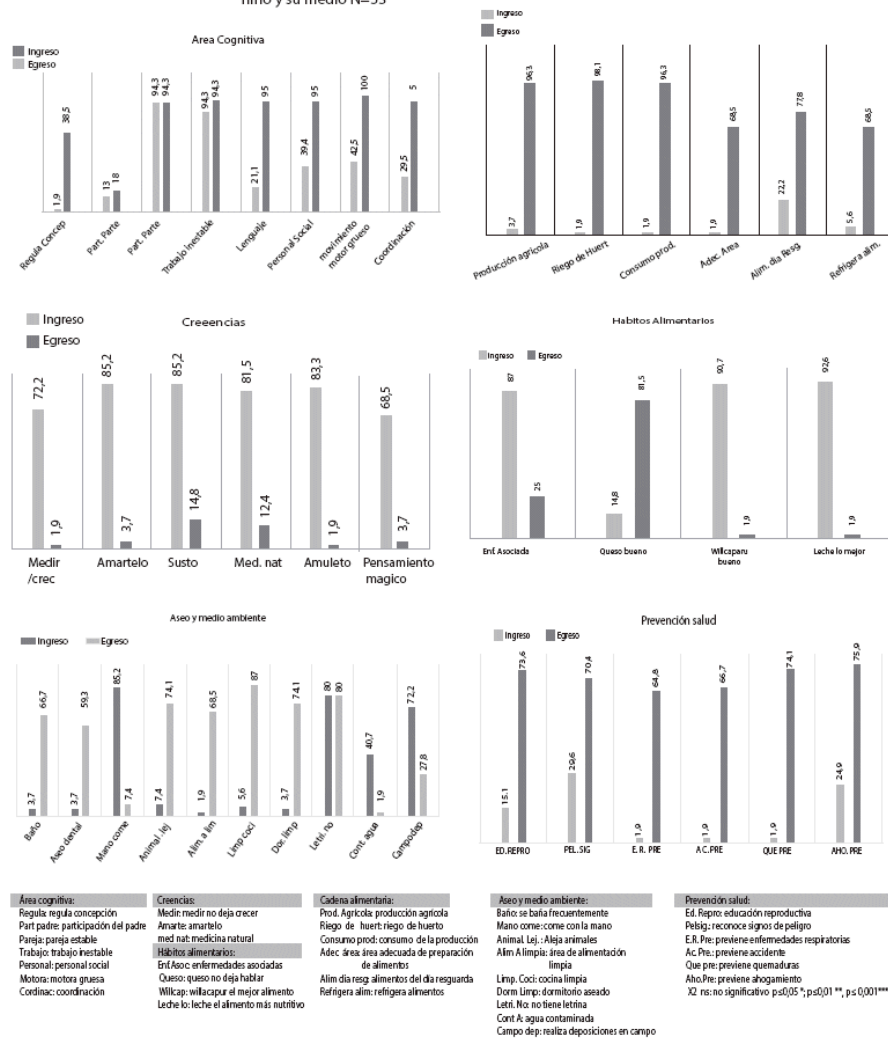 niño y su medio N=53
Area Cognitiva
Ingreso
Egreso
1,9
38,5
13
18
94,3
94,3
94,3
94,3
21,1
95
39,4
95
42,5
100
29,5
5
Regula Concep
Part. Parte
Part. Parte
Trabajo inestable
Lenguaje
Personal Social
movimiento
motor grueso
Coordinación
Ingreso
Egreso
3,7
96,3
1,9
98,1
1,9
96,3
1,9
68,5
22,2
77,8
5,6
68,5
Producción agrícola
Riego de Huert
Consumo prod.
Adec. Area
Alim. dia Resg.
Refrigera alim.
Creeencias
Ingreso
Egreso
72,2
1,9
85,2
3,7
85,2
14,8
81,5
12,4
83,3
1,9
68,5
3,7
Medir
/crec
Amartelo
Susto
Med. nat
Amuleto
Pensamiento
magico
Habitos Alimentarios
Ingreso
Egreso
87
25
14,8
81,5
90,7
1,9
92,6
1,9
Enf. Asociada
Queso bueno
Willcaparu
bueno
Leche lo mejor
Aseo y medio ambiente
Ingreso
Egreso
3,7
66,7
3,7
59,3
85,2
7,4
7,4
74,1
1,9
68,5
5,6
87
3,7
74.1
80
80
40,7
1,9
72,2
27,8
Baño
Aseo dental
Mano come
Animal. lej
Alim. a lim
Limp coci
Dor. limp
Letri. no
Cont. agua
Campo dep
Prevención salud
Ingreso
Egreso
15.1
73,6
29,6
70,4
1,9
64,8
1,9
66,7
1,9
74,1
24,9
75,9
ED.REPRO
PEL.SIG
E. R. PRE
A C. PRE
QUE PRE
AHO. PRE
Área cognitiva:
Regula: regula concepción
Part padre: participación del padre
Pareja: pareja estable
Trabajo: trabajo inestable
Personal: personal social
Motora: motora gruesa
Cordinac: coordinación
Creencias:
Medir: medir no deja crecer
Amarte: amartelo
med nat: medicina natural
Hábitos alimentarios:
Enf.Asoc: enfermedades asociadas
Queso: queso no deja hablar
Willcap: willacapur el mejor alimento
Leche lo: leche el alimento más nutritivo
Cadena alimentaria:
Prod. Agrícola: producción agrícola
Riego de huert: riego de huerto
Consumo prod: consumo de la producción
Adec área: área adecuada de preparación
de alimentos
Alim dia resg: alimentos del día resguarda
Refrigera alim: refrigera alimentos
Aseo y medio ambiente:
Baño: se baña frecuentemente
Mano come: come con la mano
Animal. Lej. : Aleja animales
Alim A limpia: área de alimentación
limpia
Limp. Coci: cocina limpia
Dorm Limp: dormitorio aseado
Letri. No: no tiene letrina
Cont A: agua contaminada
Campo dep: realiza deposiciones en campo
Prevención salud:
Ed. Repro: educación reproductiva
Pelsig.: reconoce signos de peligro
E.R. Pre: previene enfermedades respiratorias
Ac. Pre.: previene accidente
Que pre: previene quemaduras
Aho.Pre: previene ahogamiento
X2 ns: no significativo p≤0,05 *; p≤0,01 **, p≤ 0,001***